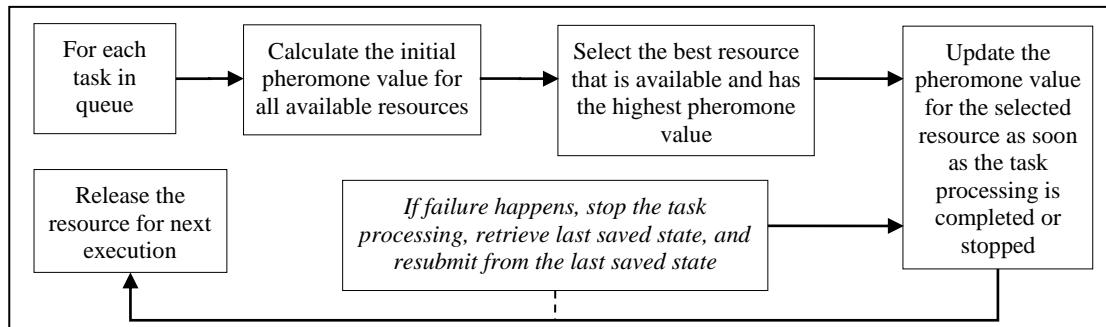 For each
task in
queue
Calculate the initial
pheromone value for
all available resources
Select the best resource
that is available and has
the highest pheromone
value
Update the
pheromone value
for the selected
resource as soon
as the task
processing is
completed or
stopped
If failure happens, stop the task
processing, retrieve last saved state, and
resubmit from the last saved state
Release the
resource for next
execution